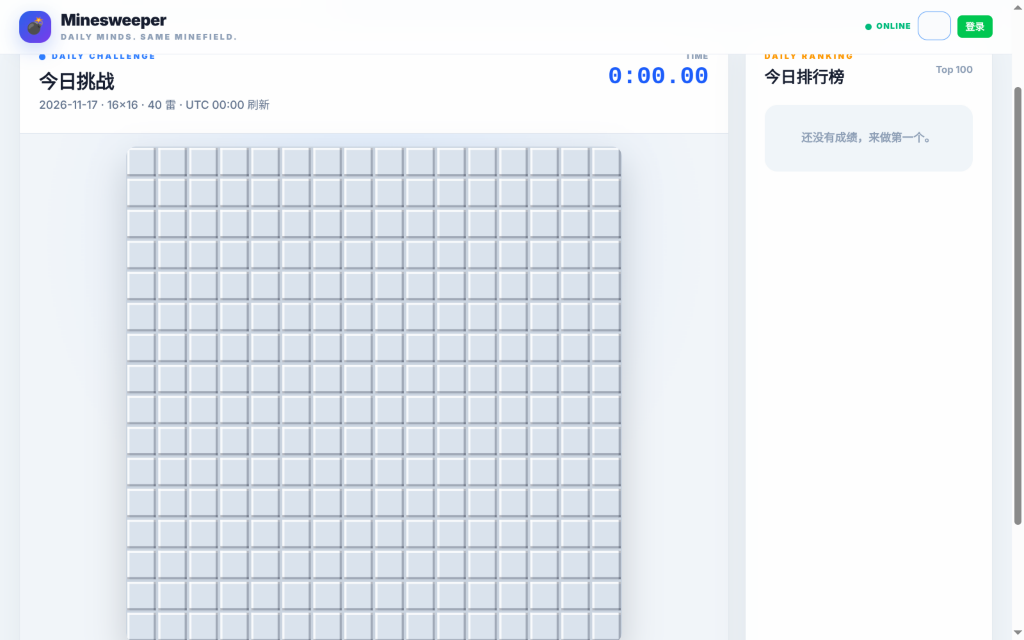 Minesweeper
DAILY MINDS. SAME MINEFIELD.
ONLINE
登录
DAILY CHALLENGE
今日挑战
2026-11-17 · 16×16 · 40 雷 · UTC 00:00 刷新
TIME
0:00.00
DAILY RANKING
今日排行榜
Top 100
还没有成绩，来做第一个。